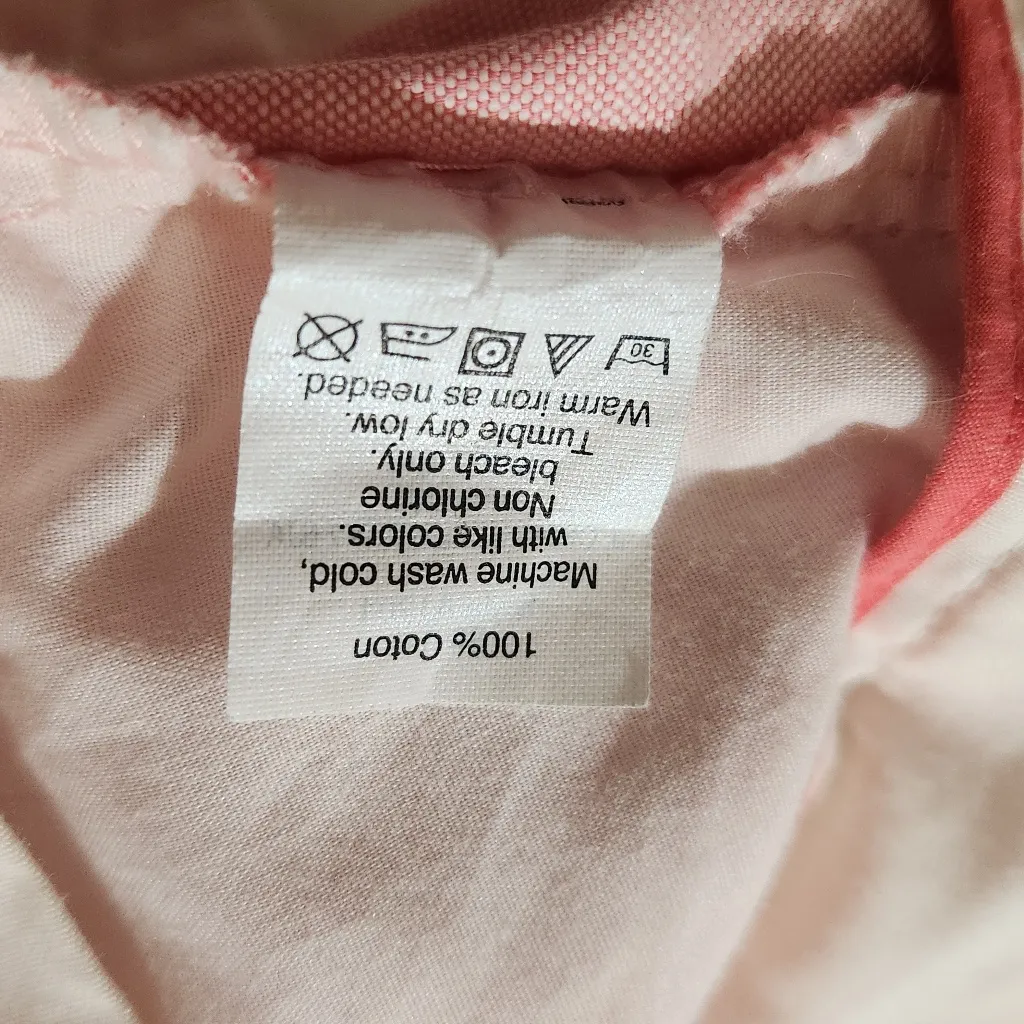 100% Coton
Machine wash cold,
with like colors.
Non chlorine
bleach only.
Tumble dry low.
Warm iron as needed.
30